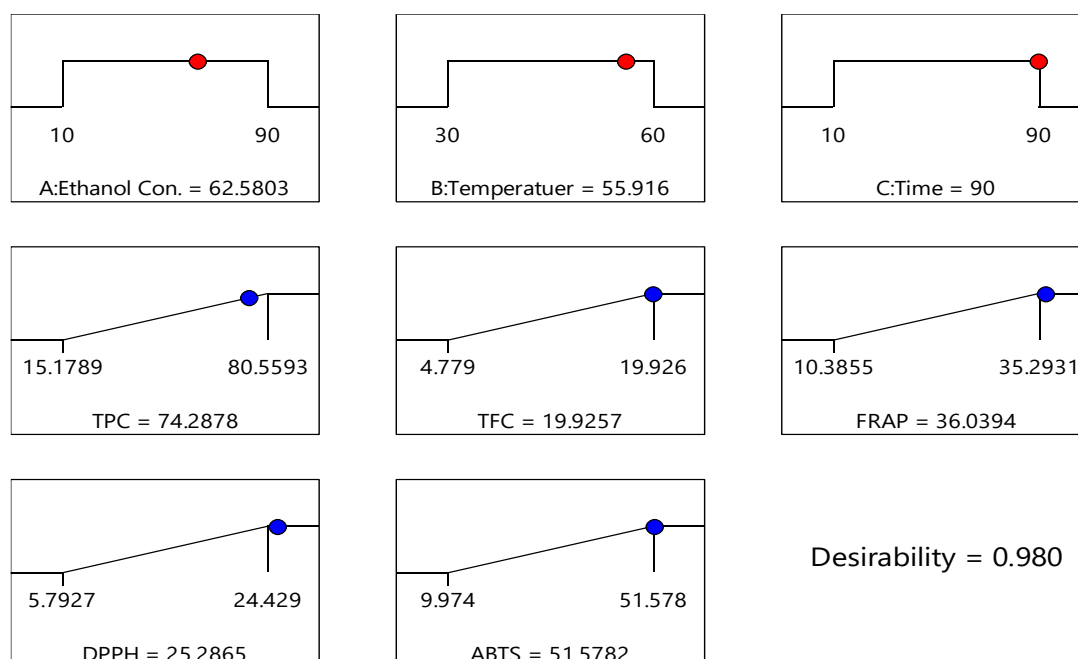 10 90
A:Ethanol Con. = 62.5803
30 60
B:Temperatuer = 55.916
10 90
C:Time = 90
15.1789 80.5593
TPC = 74.2878
4.779 19.926
TFC = 19.9257
10.3855 35.2931
FRAP = 36.0394
5.7927 24.429
DPPH = 25.2865
9.974 51.578
ABTS = 51.5782
Desirability = 0.980